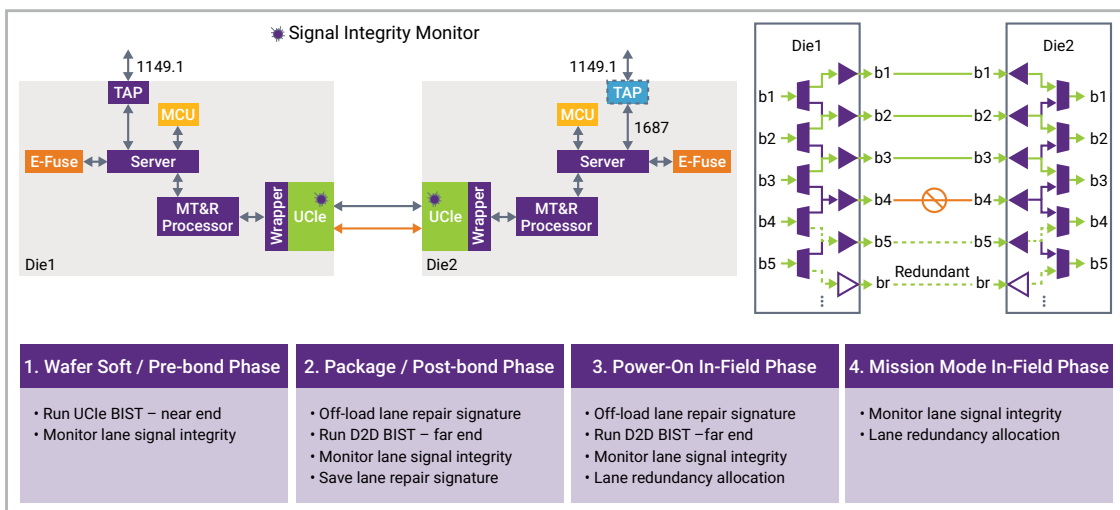 Signal Integrity Monitor
1149.1
TAP
MCU
E-Fuse
Server
MT&R
Processor
Wrapper
UCIe
Die1
1149.1
TAP
MCU
1687
Server
E-Fuse
UCIe
Wrapper
MT&R
Processor
Die2
Die1
Die2
b1
b1
b1
b1
b2
b2
b2
b2
b3
b3
b3
b3
b4
b4
b4
b4
b5
b5
b5
b5
Redundant
br
br
...
...
1. Wafer Soft / Pre-bond Phase
• Run UCIe BIST – near end
• Monitor lane signal integrity
2. Package / Post-bond Phase
• Off-load lane repair signature
• Run D2D BIST – far end
• Monitor lane signal integrity
• Save lane repair signature
3. Power-On In-Field Phase
• Off-load lane repair signature
• Run D2D BIST –far end
• Monitor lane signal integrity
• Lane redundancy allocation
4. Mission Mode In-Field Phase
• Monitor lane signal integrity
• Lane redundancy allocation